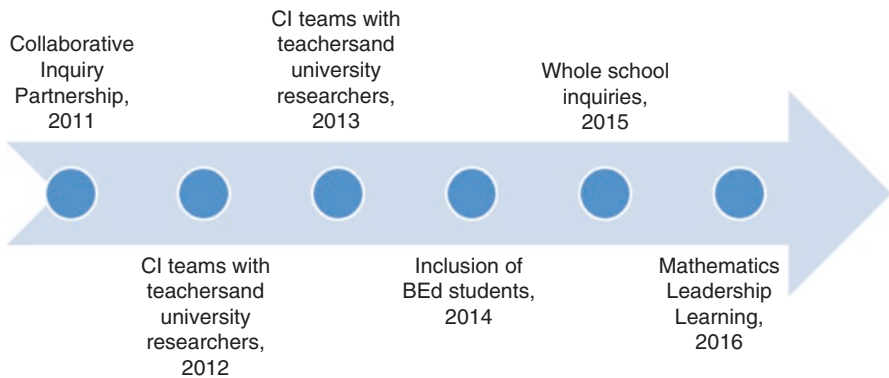 Collaborative
Inquiry
Partnership,
2011
CI teams with
teachersand
university
researchers,
2012
CI teams with
teachersand
university
researchers,
2013
Inclusion of
BEd students,
2014
Whole school
inquiries,
2015
Mathematics
Leadership
Learning,
2016